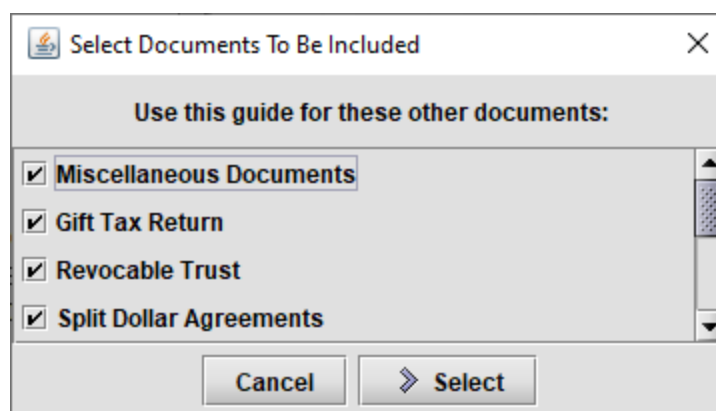 Select Documents To Be Included
Use this guide for these other documents:
Miscellaneous Documents
Gift Tax Return
Revocable Trust
Split Dollar Agreements
Cancel
Select